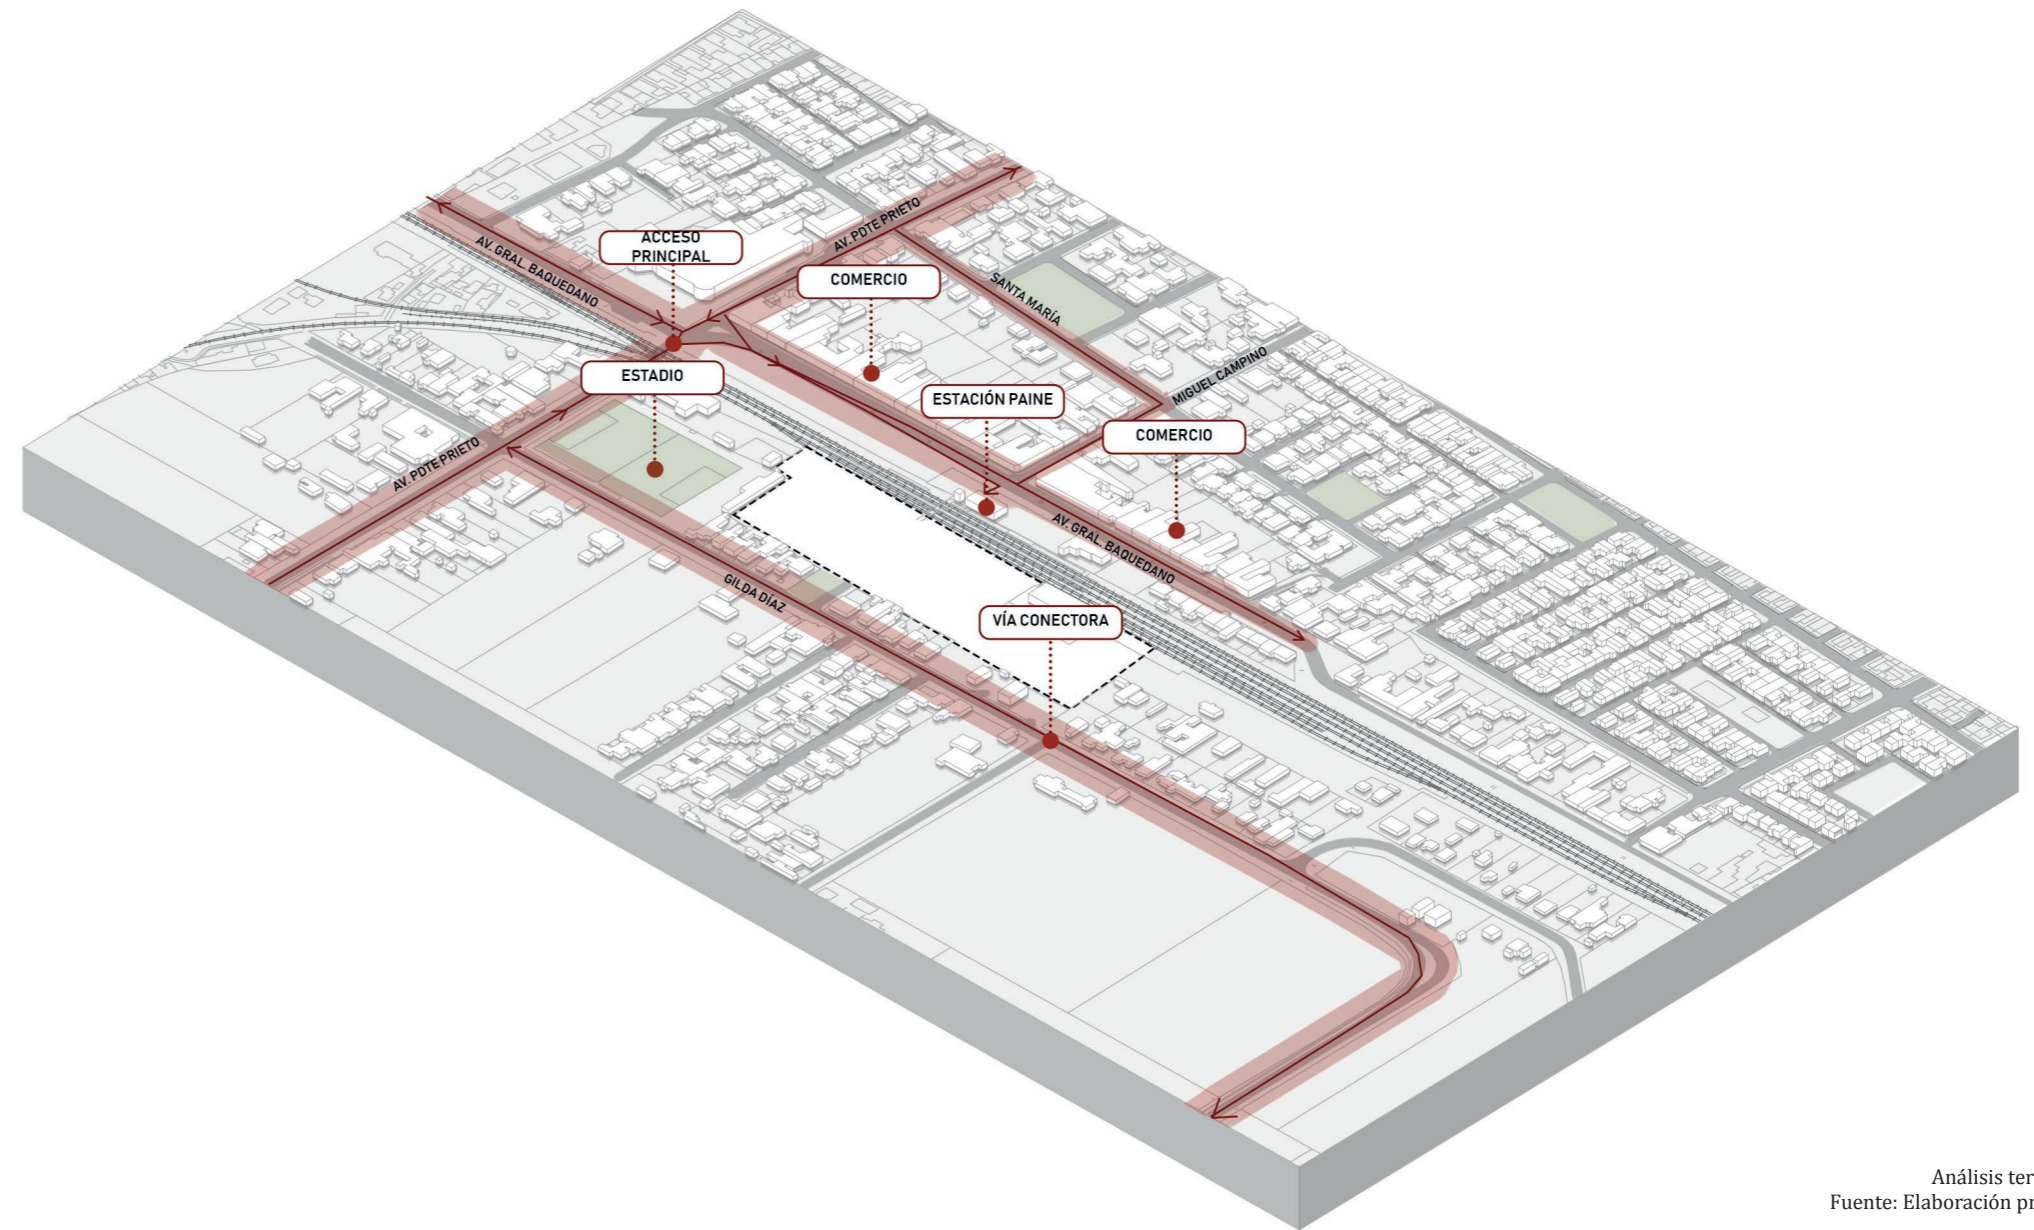 ACCESO
PRINCIPAL
AV. PDTE PRIETO
AV. GRAL. BAQUEDANO
COMERCIO
SANTA MARÍA
ESTADIO
MIGUEL CAMPINO
ESTACIÓN PAINE
COMERCIO
AV. PDTE PRIETO
AV. GRAL. BAQUEDANO
GILDA DÍAZ
VÍA CONECTORA
Análisis ter
Fuente: Elaboración pr